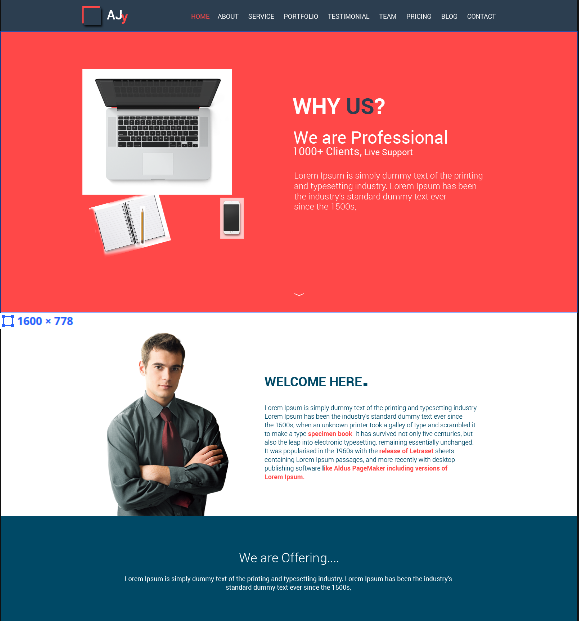 AJy
HOME ABOUT SERVICE PORTFOLIO TESTIMONIAL TEAM PRICING BLOG CONTACT
WHY US?
We are Professional
1000+ Clients, Live Support
Lorem Ipsum is simply dummy text of the printing
and typesetting industry. Lorem Ipsum has been
the industry's standard dummy text ever
since the 1500s,
1600 × 778
WELCOME HERE.
Lorem Ipsum is simply dummy text of the printing and typesetting industry.
Lorem Ipsum has been the industry's standard dummy text ever since
the 1500s, when an unknown printer took a galley of type and scrambled it
to make a type specimen book. It has survived not only five centuries, but
also the leap into electronic typesetting, remaining essentially unchanged.
It was popularised in the 1960s with the release of Letraset sheets
containing Lorem Ipsum passages, and more recently with desktop
publishing software like Aldus PageMaker including versions of
Lorem Ipsum.
We are Offering....
Lorem Ipsum is simply dummy text of the printing and typesetting industry. Lorem Ipsum has been the industry's
standard dummy text ever since the 1500s.